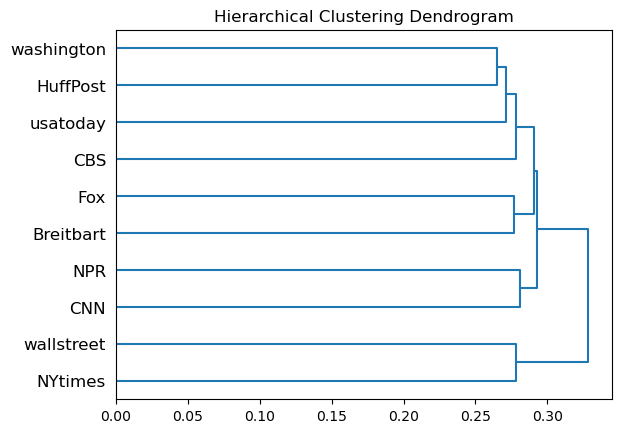 Hierarchical Clustering Dendrogram
washington
HuffPost
usatoday
CBS
Fox
Breitbart
NPR
CNN
wallstreet
NYtimes
0.00 0.05 0.10 0.15 0.20 0.25 0.30